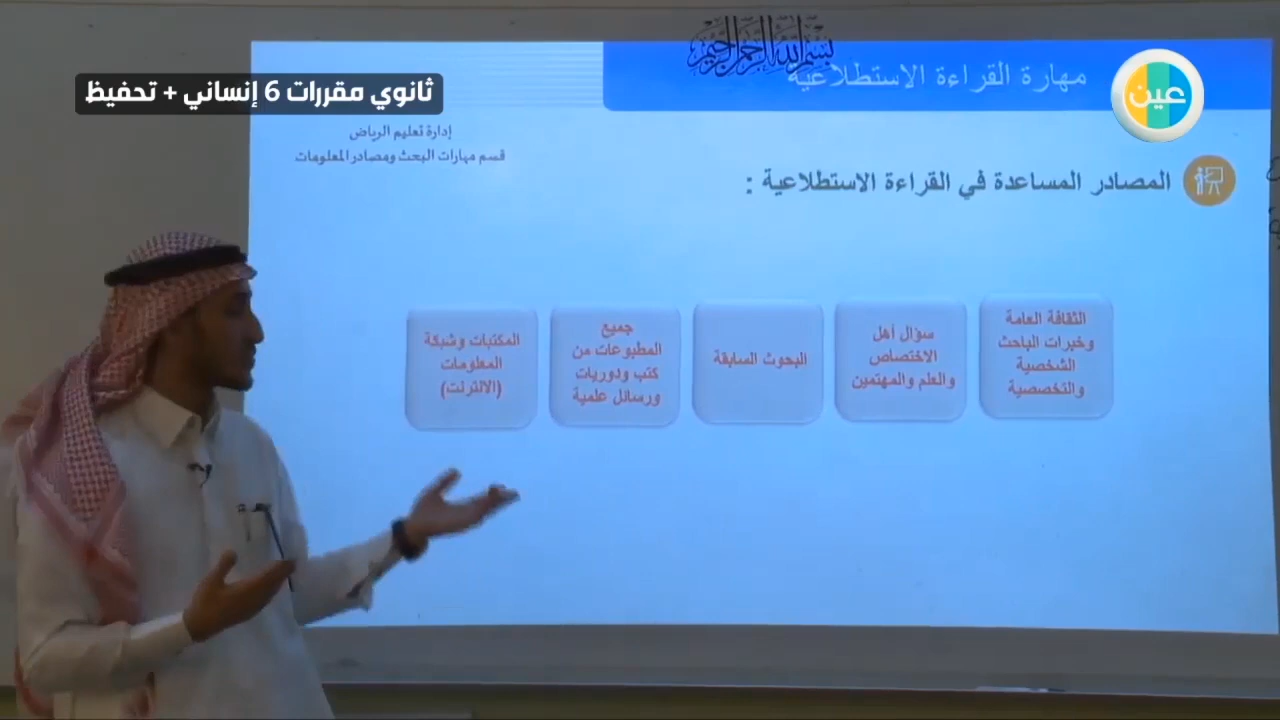 بسم الله الرحمن الرحيم
مهارة القراءة الاستطلاعية
عين
ثانوي مقررات 6 إنساني + تحفيظ
إدارة تعليم الرياض
قسم مهارات البحث ومصادر المعلومات
المصادر المساعدة في القراءة الاستطلاعية :
الثقافة العامة
وخبرات الباحث
الشخصية
والتخصصية
سؤال أهل
الاختصاص
والعلم والمهتمين
البحوث السابقة
جميع
المطبوعات من
كتب ودوريات
ورسائل علمية
المكتبات وشبكة
المعلومات
(الانترنت)